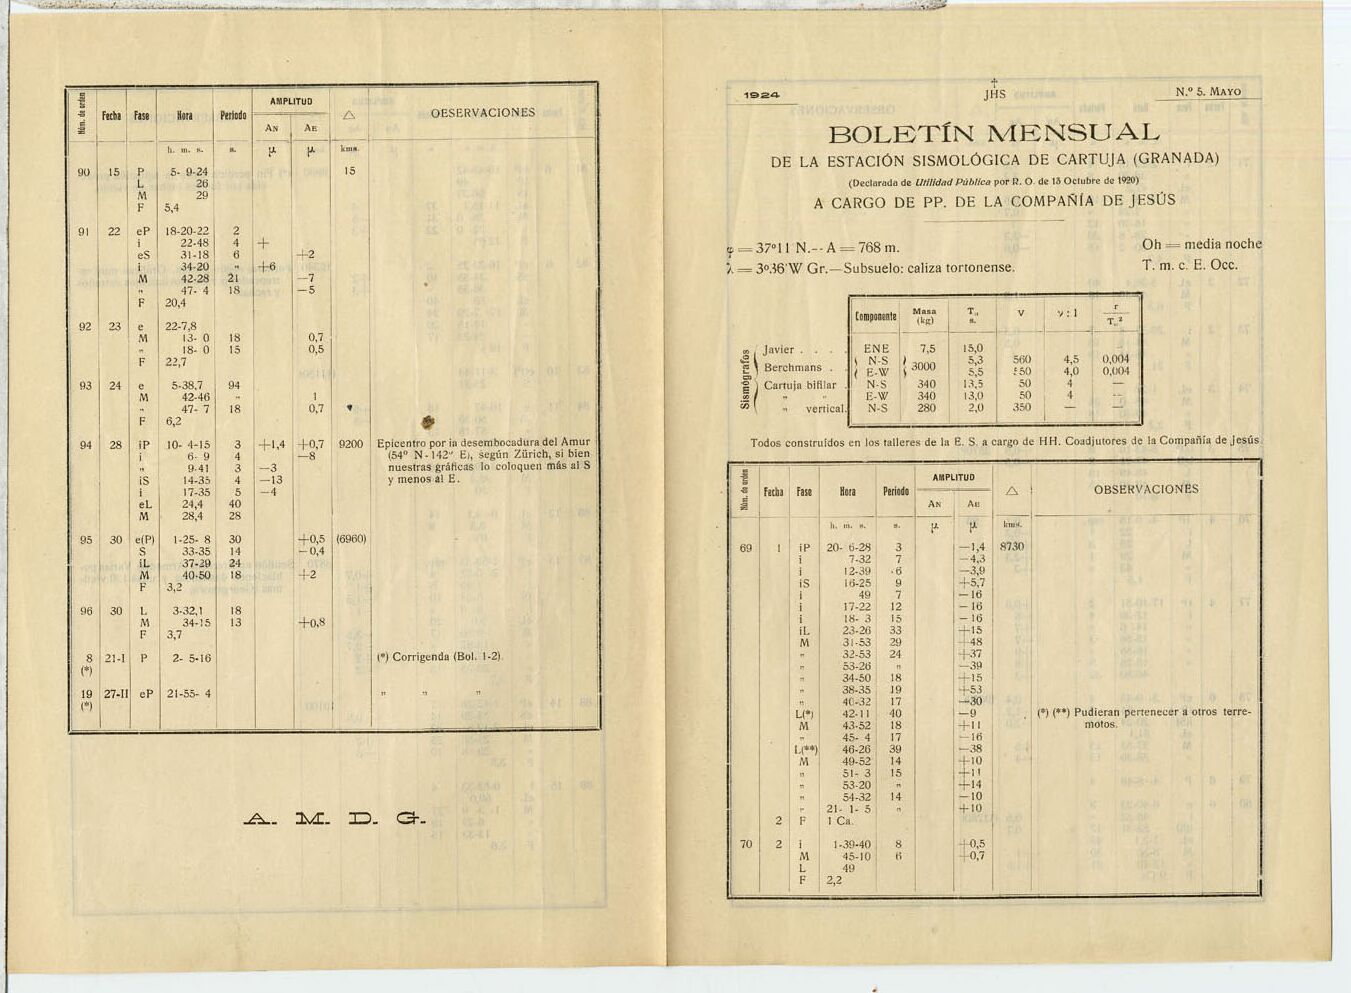 Núm. de orden Fecha Fase Hora Período AMPLITUD △ OBSERVACIONES
AN AE
h. m. s. s. µ µ kms.
90 15 P 5- 9-24 15
L 26
M 29
F 5,4
91 22 eP 18-20-22 2
i 22-48 4 +
eS 31-18 6 +2
i 34-20 „ +6
M 42-28 21 —7
„ 47- 4 18 —5
F 20,4
92 23 e 22-7,8
M 13- 0 18 0,7
„ 18- 0 15 0,5
F 22,7
93 24 e 5-38,7 94
M 42-46 „ 1
„ 47- 7 18 0,7
F 6,2
94 28 iP 10- 4-15 3 +1,4 +0,7 9200 Epicentro por la desembocadura del Amur
i 6- 9 4 —8 (54° N-142° E), según Zürich, si bien
„ 9-41 3 —3 nuestras gráficas lo coloquen más al S
iS 14-35 4 —13 y menos al E.
i 17-35 5 —4
eL 24,4 40
M 28,4 28
95 30 e(P) 1-25- 8 30 +0,5 (6960)
S 33-35 14 —0,4
iL 37-29 24
M 40-50 18 +2
F 3,2
96 30 L 3-32,1 18
M 34-15 13 +0,8
F 3,7
8 21-I P 2- 5-16 (*) Corrigenda (Bol. 1-2).
(*)
19 27-II eP 21-55- 4 „ „ „
(*)
A. M. D. G.
1924 JHS N.º 5. MAYO
BOLETÍN MENSUAL
DE LA ESTACIÓN SISMOLÓGICA DE CARTUJA (GRANADA)
(Declarada de Utilidad Pública por R. O. de 13 Octubre de 1920)
A CARGO DE PP. DE LA COMPAÑÍA DE JESÚS
φ = 37º11 N.-- A = 768 m. Oh = media noche
λ = 3º36'W Gr.—Subsuelo: caliza tortonense. T. m. c. E. Occ.
Sismógrafos
Componente Masa (kg) T₀ s. V ν : 1 r / T₀²
Javier . . . . ENE 7,5 15,0
Berchmans . N-S 3000 5,3 560 4,5 0,004
E-W 5,5 550 4,0 0,004
Cartuja bifilar . N-S 340 13,5 50 4 —
„ „ E-W 340 13,0 50 4 —
„ vertical. N-S 280 2,0 350 — —
Todos construídos en los talleres de la E. S. a cargo de HH. Coadjutores de la Compañía de Jesús
Núm. de orden Fecha Fase Hora Período AMPLITUD △ OBSERVACIONES
AN AE
h. m. s. s. µ µ kms.
69 1 iP 20- 6-28 3 —1,4 8730
i 7-32 7 —4,3
i 12-39 6 —3,9
iS 16-25 9 +5,7
i 49 7 —16
i 17-22 12 —16
i 18- 3 15 —16
iL 23-26 33 +15
M 31-53 29 +48
„ 32-53 24 +37
„ 53-26 „ —39
„ 34-50 18 +15
„ 38-35 19 +53
„ 40-32 17 —30
L(*) 42-11 40 —9 (*) (**) Pudieran pertenecer a otros terre-
M 43-52 18 +11 motos.
„ 45- 4 17 —16
L(**) 46-26 39 —38
M 49-52 14 +10
„ 51- 3 15 +11
„ 53-20 „ +14
„ 54-32 14 —10
„ 21- 1- 5 „ +10
2 F 1 Ca.
70 2 i 1-39-40 8 +0,5
M 45-10 6 +0,7
L 49
F 2,2